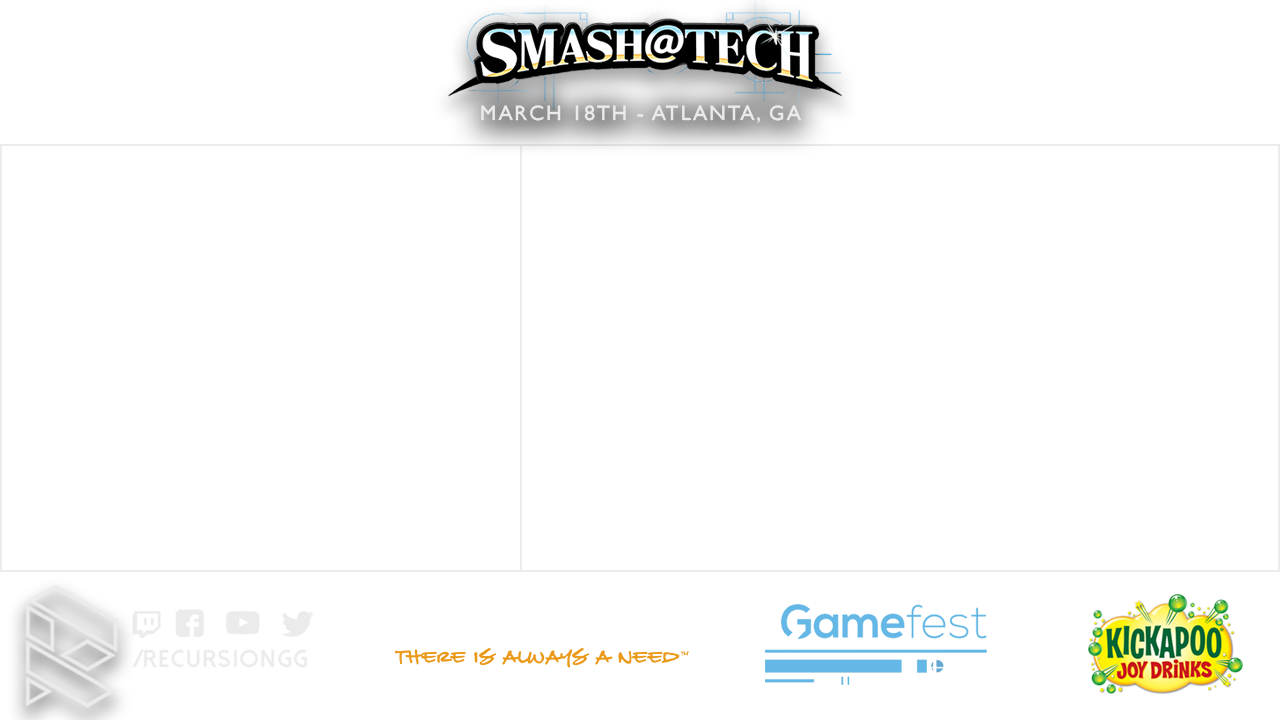 SMASH@TECH
MARCH 18TH - ATLANTA, GA
/RECURSIONGG
THERE IS ALWAYS A NEED™
Gamefest
KICKAPOO
JOY DRINKS